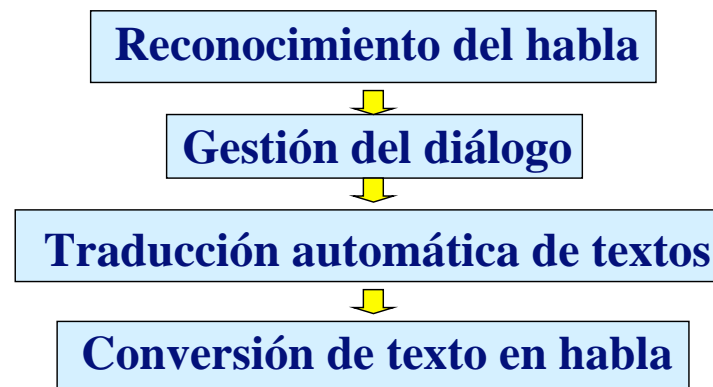 Reconocimiento del habla
Gestión del diálogo
Traducción automática de textos
Conversión de texto en habla